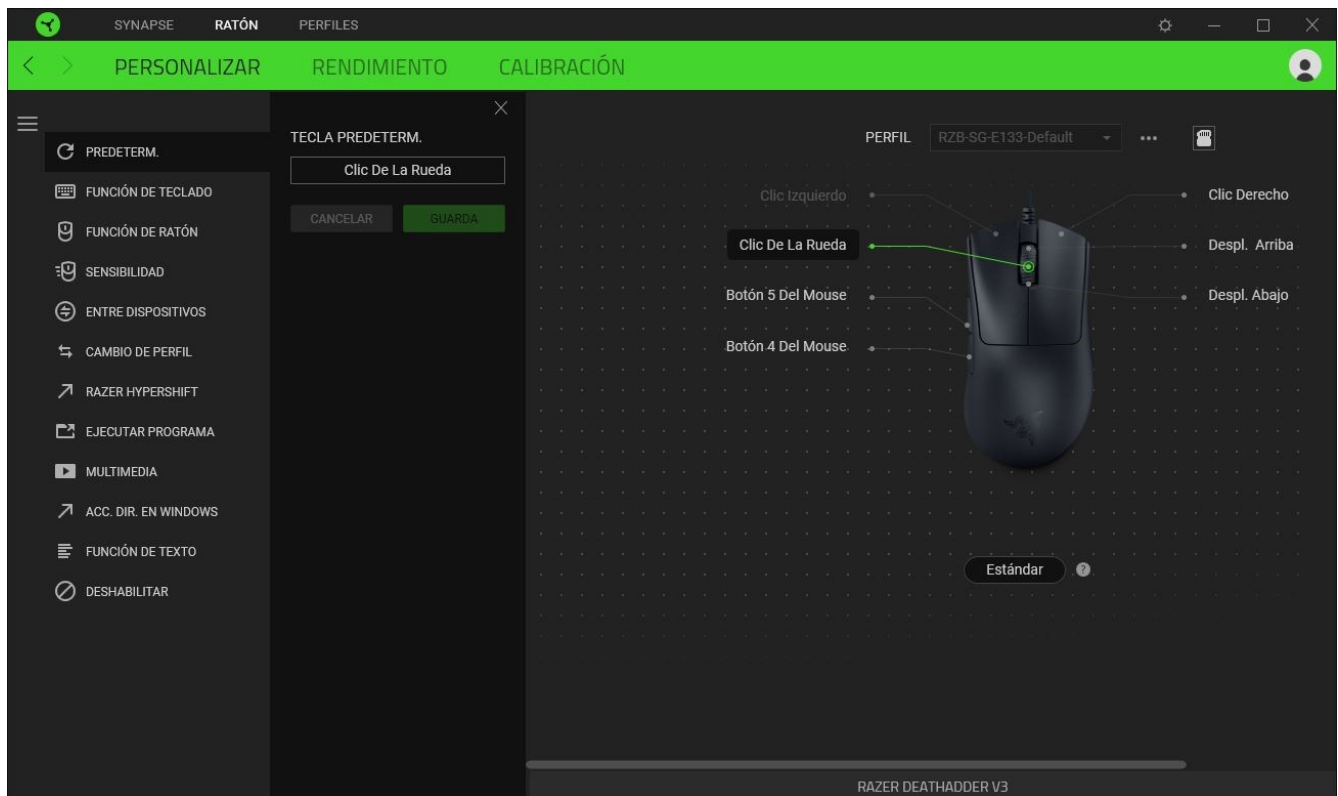 SYNAPSE RATÓN PERFILES
PERSONALIZAR RENDIMIENTO CALIBRACIÓN
PREDETERM.
FUNCIÓN DE TECLADO
FUNCIÓN DE RATÓN
SENSIBILIDAD
ENTRE DISPOSITIVOS
CAMBIO DE PERFIL
RAZER HYPERSHIFT
EJECUTAR PROGRAMA
MULTIMEDIA
ACC. DIR. EN WINDOWS
FUNCIÓN DE TEXTO
DESHABILITAR
TECLA PREDETERM.
Clic De La Rueda
CANCELAR GUARDA
PERFIL RZB-SG-E133-Default
Clic Izquierdo
Clic De La Rueda
Botón 5 Del Mouse
Botón 4 Del Mouse
Clic Derecho
Despl. Arriba
Despl. Abajo
Estándar ?
RAZER DEATHADDER V3